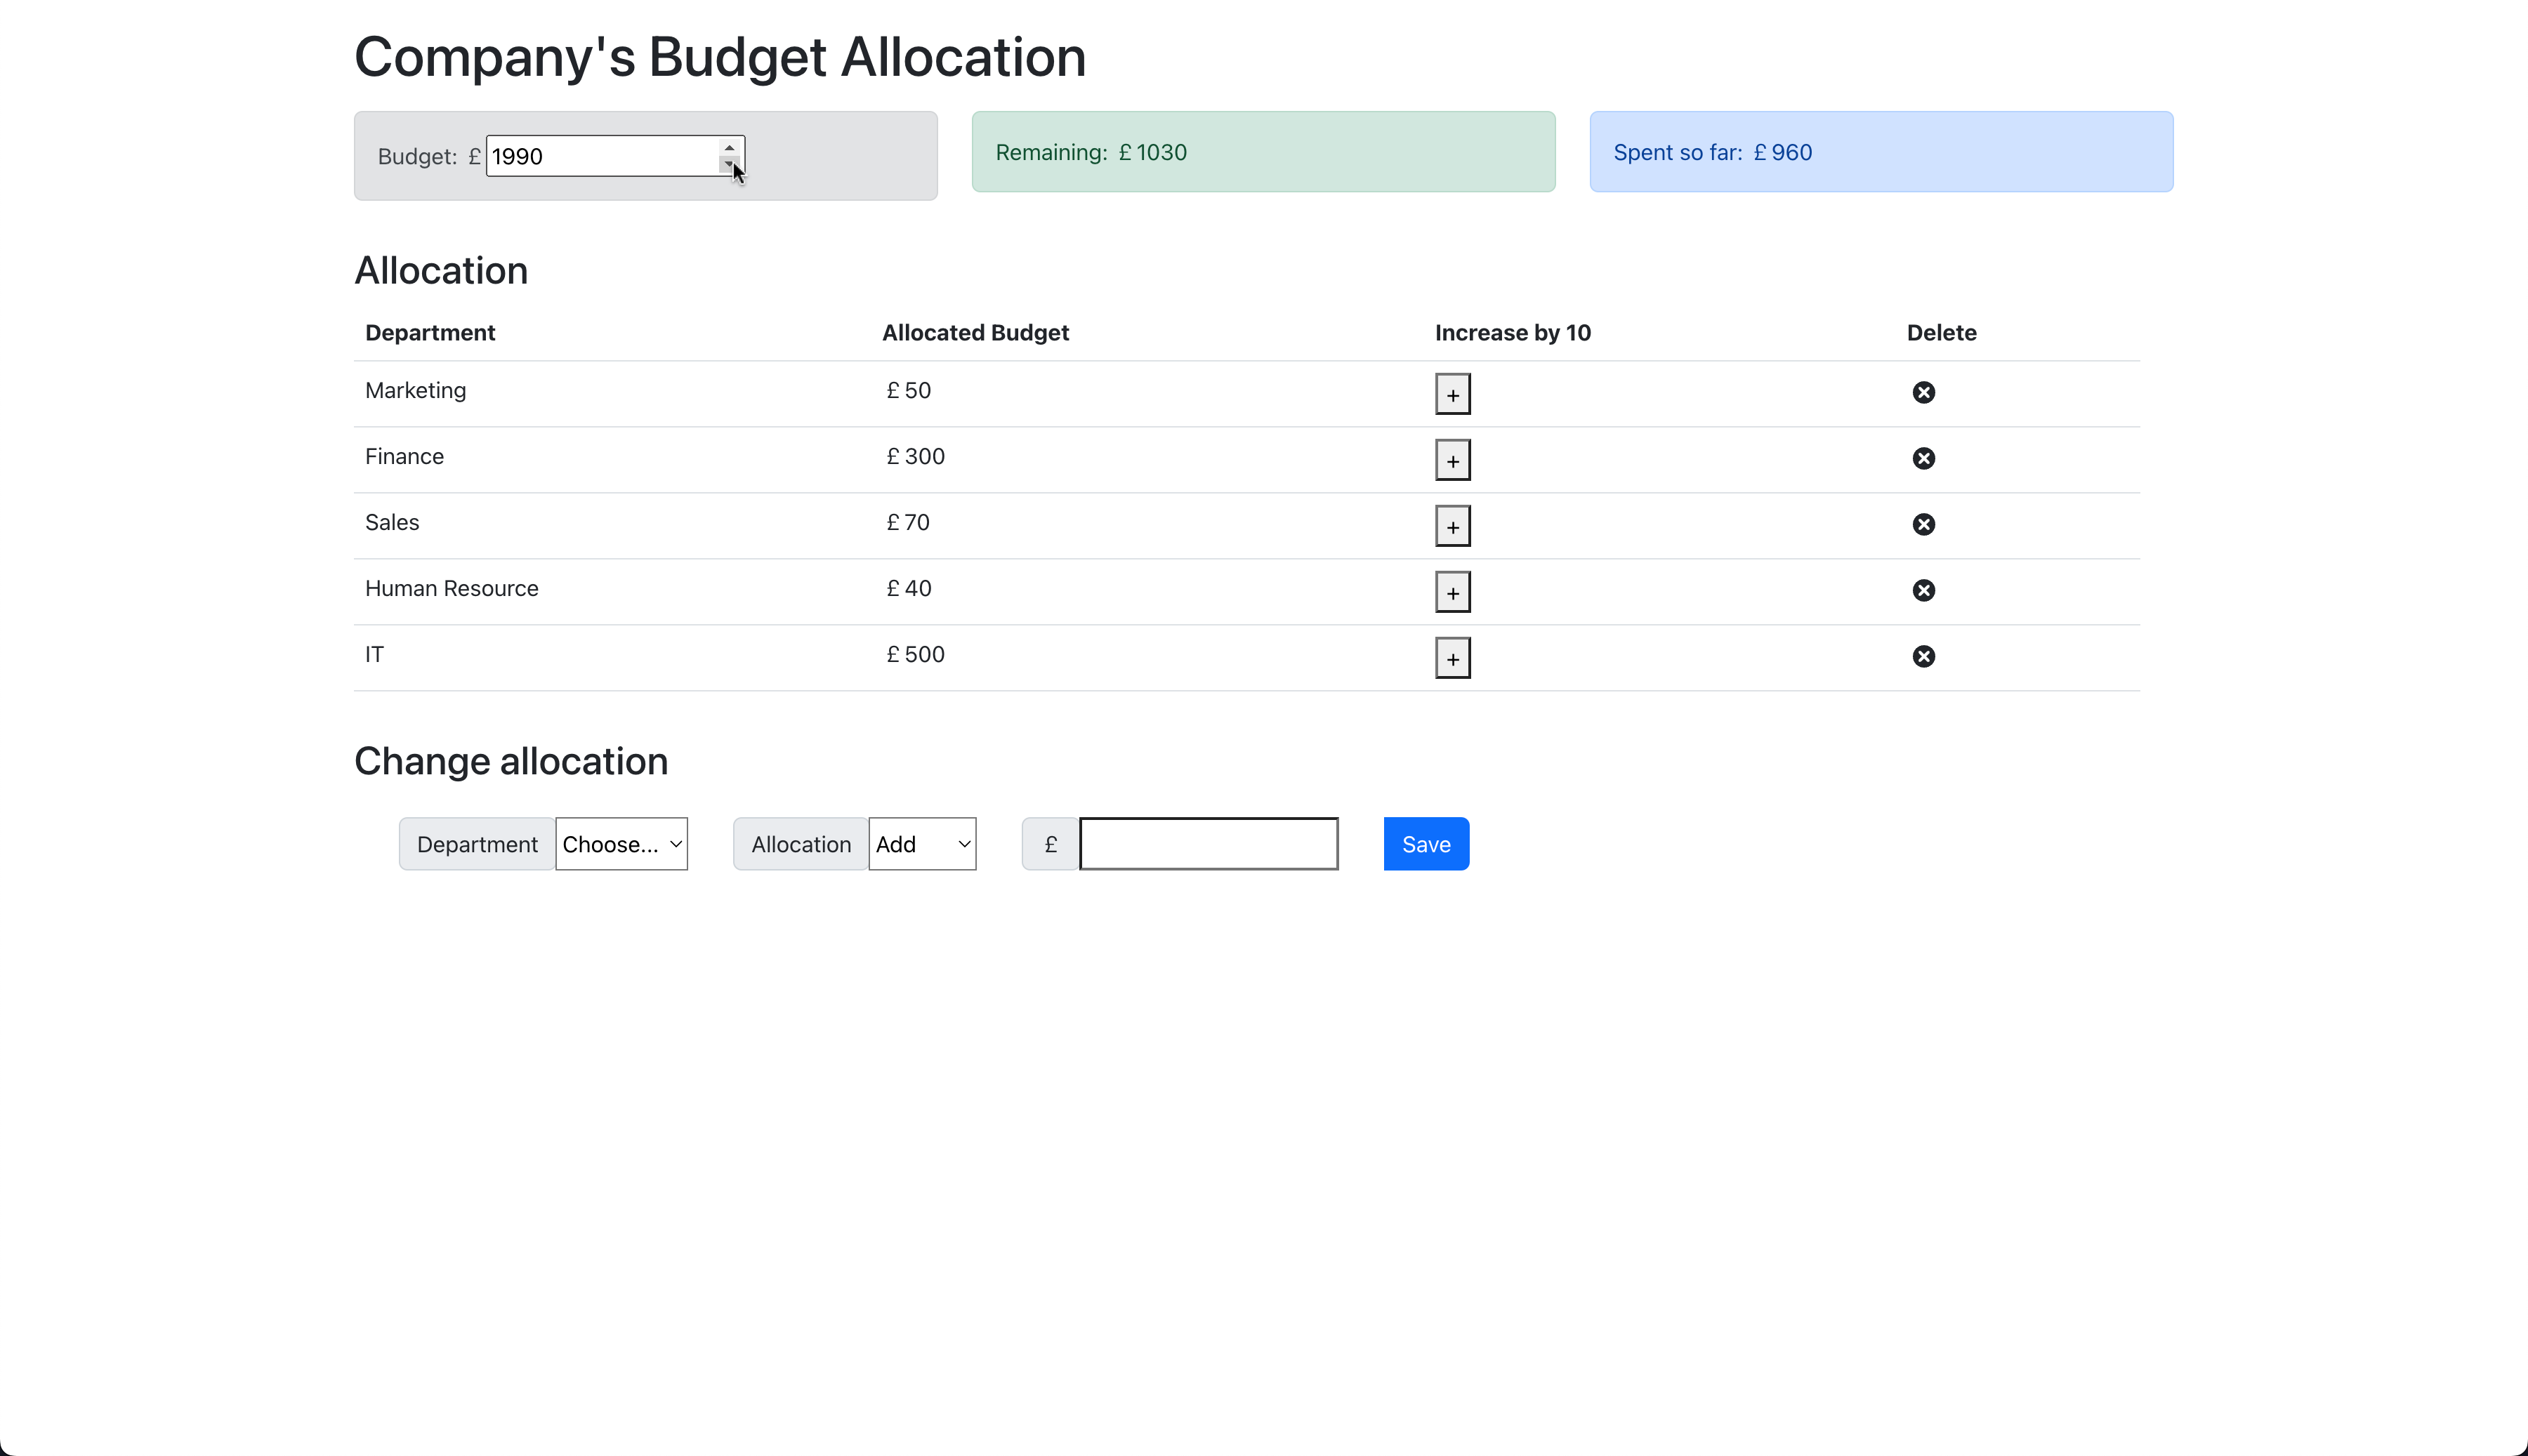 Company's Budget Allocation
Budget: £ 1990
Remaining: £ 1030
Spent so far: £ 960
Allocation
Department Allocated Budget Increase by 10 Delete
Marketing £ 50 +
Finance £ 300 +
Sales £ 70 +
Human Resource £ 40 +
IT £ 500 +
Change allocation
Department Choose... Allocation Add £ Save